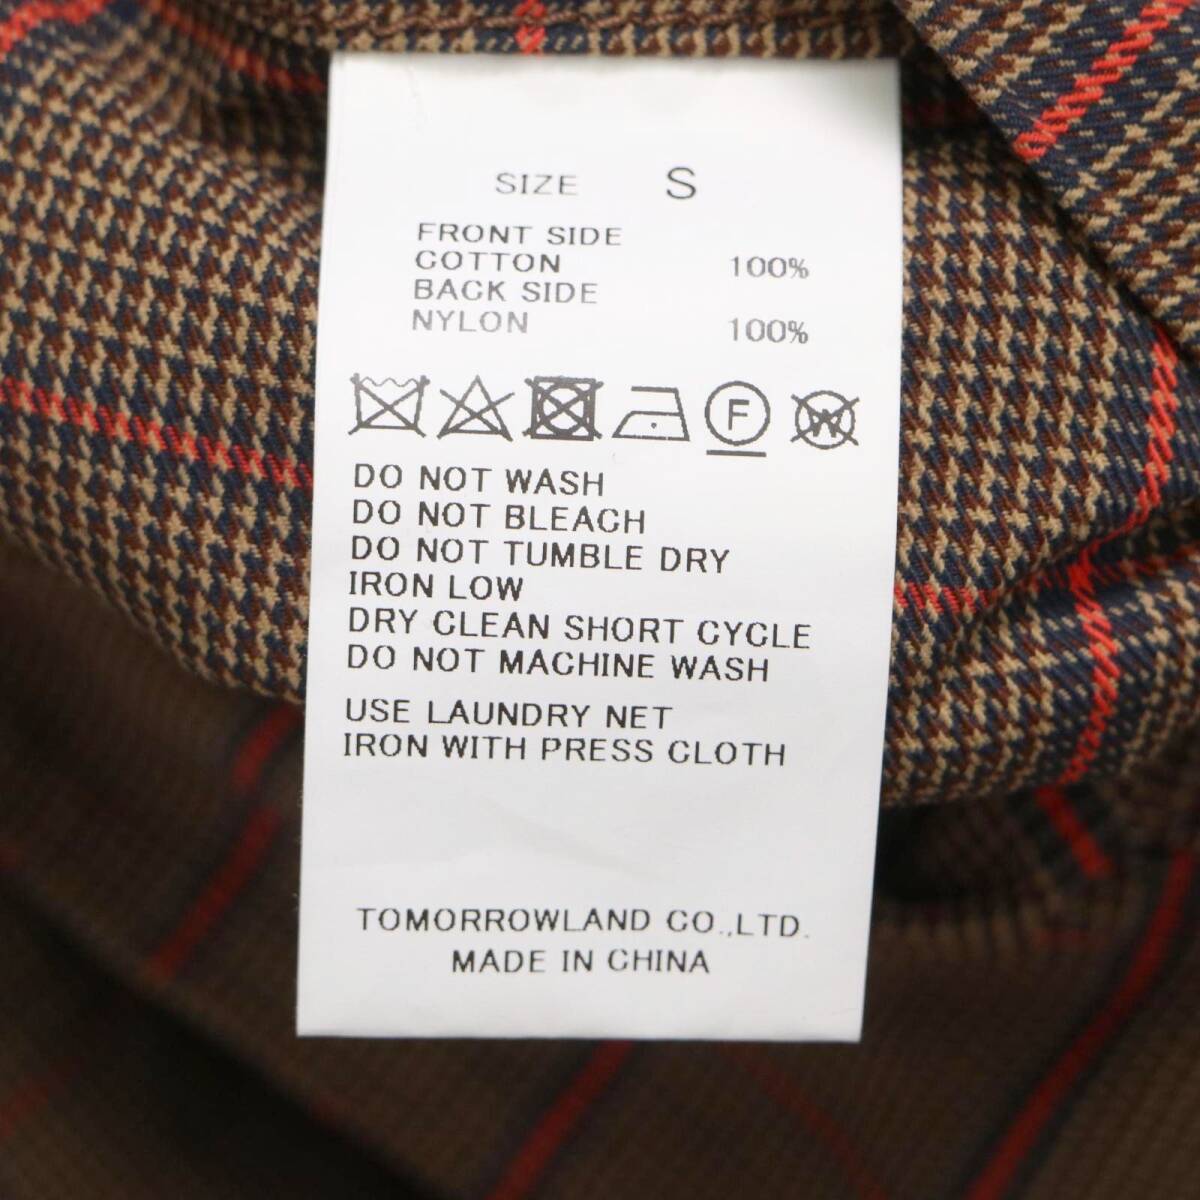 SIZE S
FRONT SIDE
COTTON 100%
BACK SIDE
NYLON 100%
F W
DO NOT WASH
DO NOT BLEACH
DO NOT TUMBLE DRY
IRON LOW
DRY CLEAN SHORT CYCLE
DO NOT MACHINE WASH
USE LAUNDRY NET
IRON WITH PRESS CLOTH
TOMORROWLAND CO.,LTD.
MADE IN CHINA